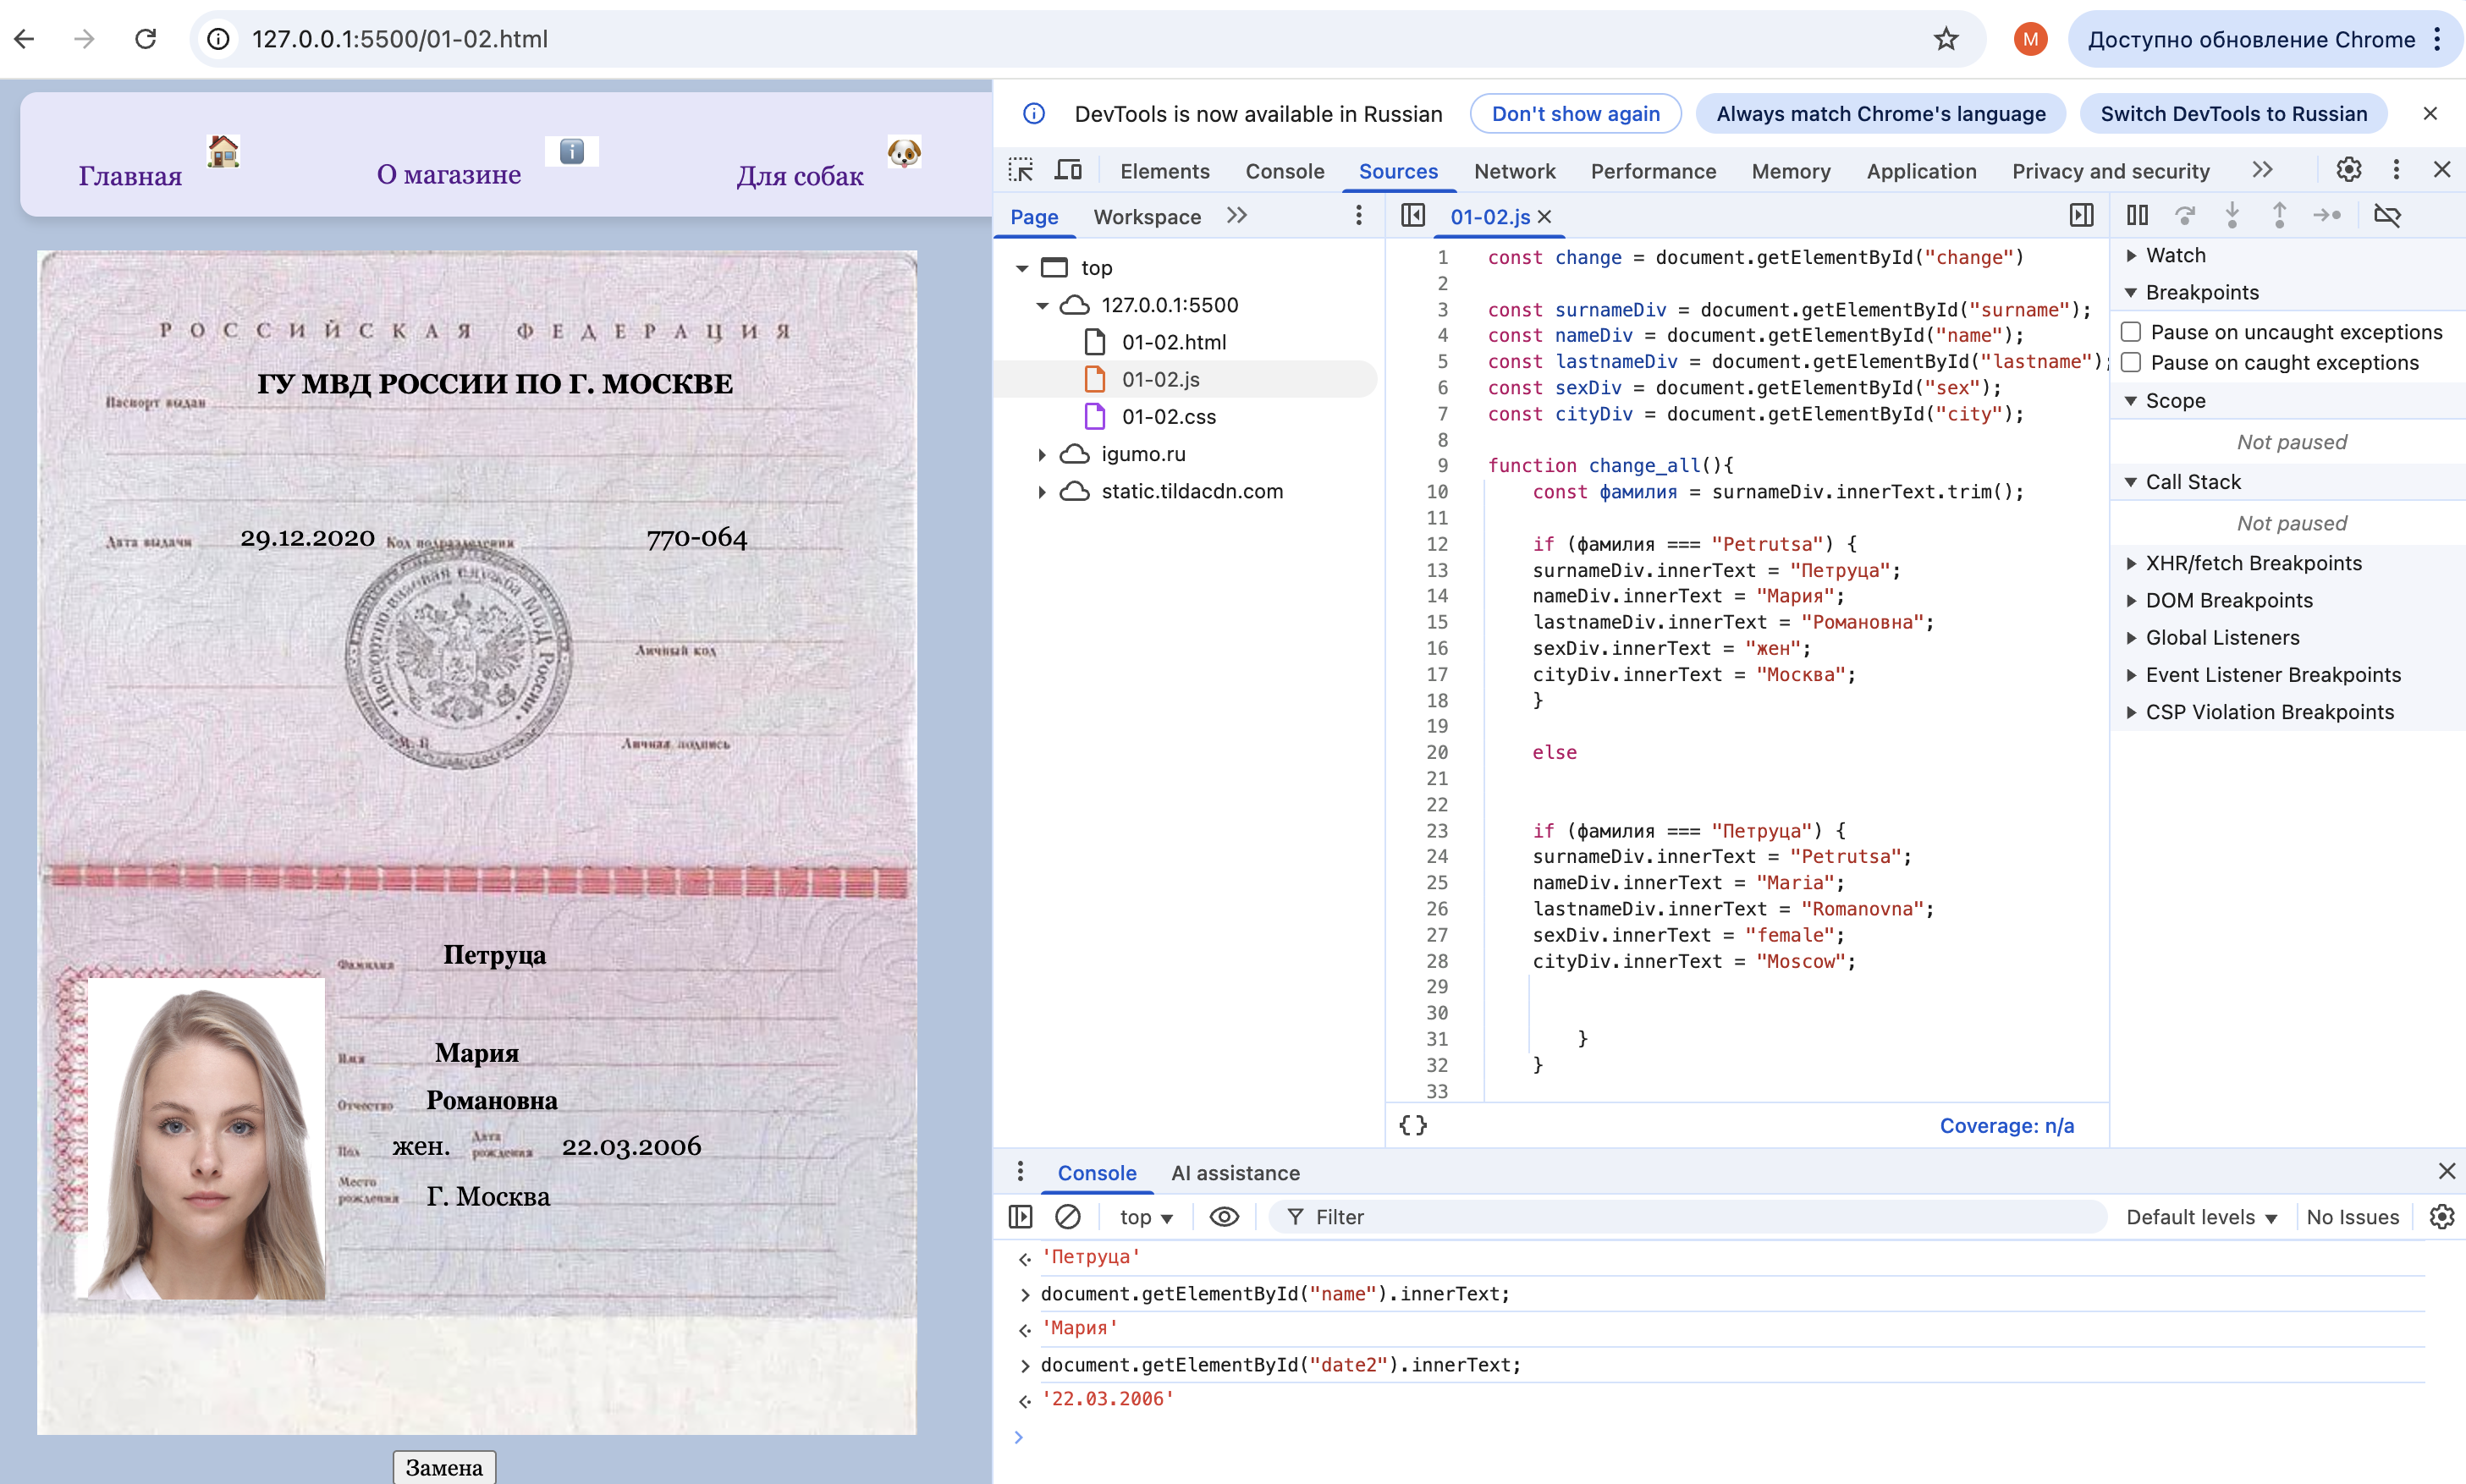 127.0.0.1:5500/01-02.html
M
Доступно обновление Chrome
Главная
О магазине
Для собак
РОССИЙСКАЯ ФЕДЕРАЦИЯ
ГУ МВД РОССИИ ПО Г. МОСКВЕ
Паспорт выдан
29.12.2020
770-064
Дата выдачи
Код подразделения
Паспортно-визовая служба МВД России
Личный код
М. П
Личная подпись
Фамилия
Петруца
Имя
Мария
Отчество
Романовна
Пол
жен.
Дата
рождения
22.03.2006
Место
рождения
Г. Москва
Замена
DevTools is now available in Russian
Don't show again
Always match Chrome's language
Switch DevTools to Russian
Elements
Console
Sources
Network
Performance
Memory
Application
Privacy and security
Page
Workspace
01-02.js
top
127.0.0.1:5500
01-02.html
01-02.js
01-02.css
igumo.ru
static.tildacdn.com
1 const change = document.getElementById("change")
2
3 const surnameDiv = document.getElementById("surname");
4 const nameDiv = document.getElementById("name");
5 const lastnameDiv = document.getElementById("lastname");
6 const sexDiv = document.getElementById("sex");
7 const cityDiv = document.getElementById("city");
8
9 function change_all(){
10 const фамилия = surnameDiv.innerText.trim();
11
12 if (фамилия === "Petrutsa") {
13 surnameDiv.innerText = "Петруца";
14 nameDiv.innerText = "Мария";
15 lastnameDiv.innerText = "Романовна";
16 sexDiv.innerText = "жен";
17 cityDiv.innerText = "Москва";
18 }
19
20 else
21
22
23 if (фамилия === "Петруца") {
24 surnameDiv.innerText = "Petrutsa";
25 nameDiv.innerText = "Maria";
26 lastnameDiv.innerText = "Romanovna";
27 sexDiv.innerText = "female";
28 cityDiv.innerText = "Moscow";
29
30
31 }
32 }
33
{}
Coverage: n/a
Watch
Breakpoints
Pause on uncaught exceptions
Pause on caught exceptions
Scope
Not paused
Call Stack
Not paused
XHR/fetch Breakpoints
DOM Breakpoints
Global Listeners
Event Listener Breakpoints
CSP Violation Breakpoints
Console
AI assistance
top
Filter
Default levels
No Issues
'Петруца'
document.getElementById("name").innerText;
'Мария'
document.getElementById("date2").innerText;
'22.03.2006'